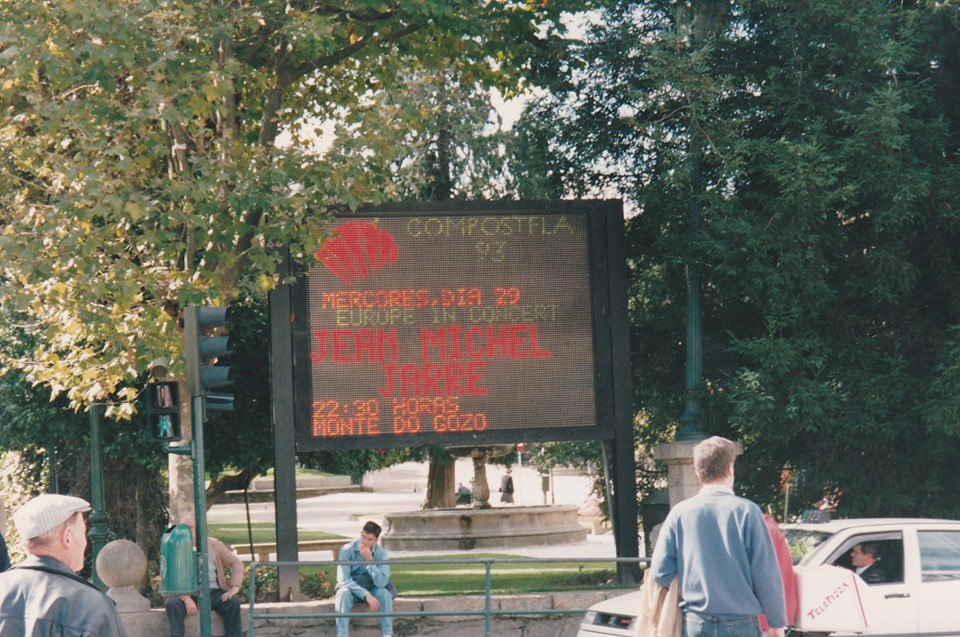 COMPOSTELA
93
MERCORES,DIA 29
EUROPE IN CONCERT
JEAN MICHEL
JARRE
22:30 HORAS
MONTE DO GOZO
TELEPIZZA